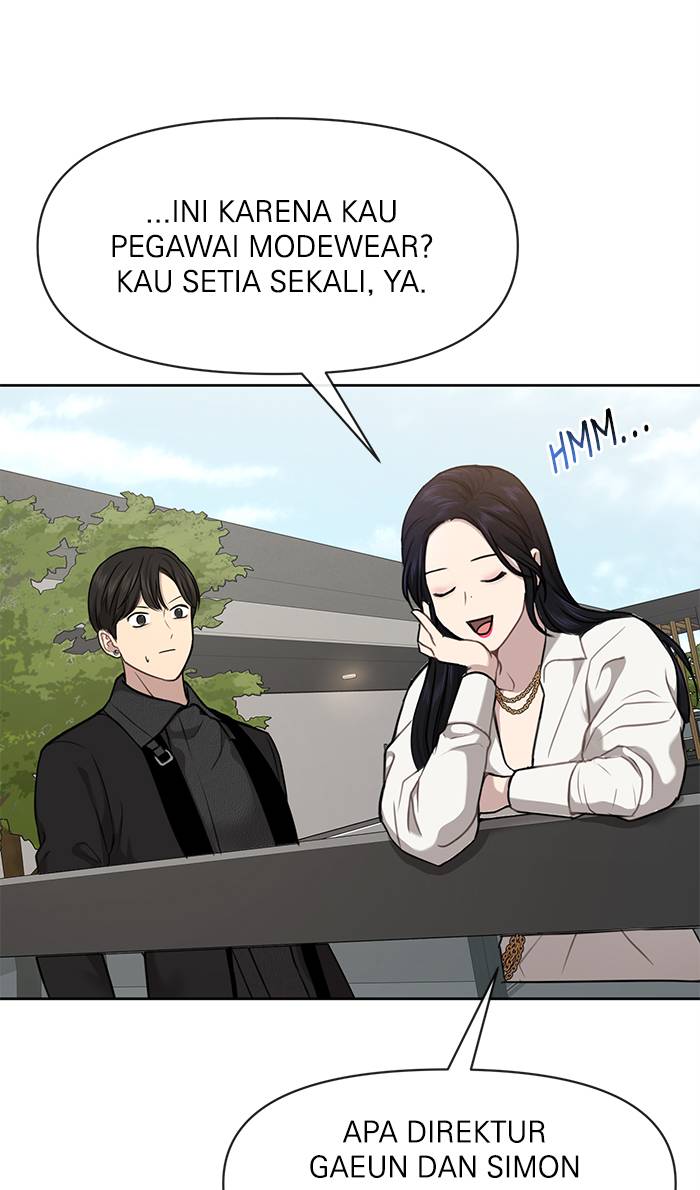 ...INI KARENA KAU
PEGAWAI MODEWEAR?
KAU SETIA SEKALI, YA.
HMM...
APA DIREKTUR
GAEUN DAN SIMON